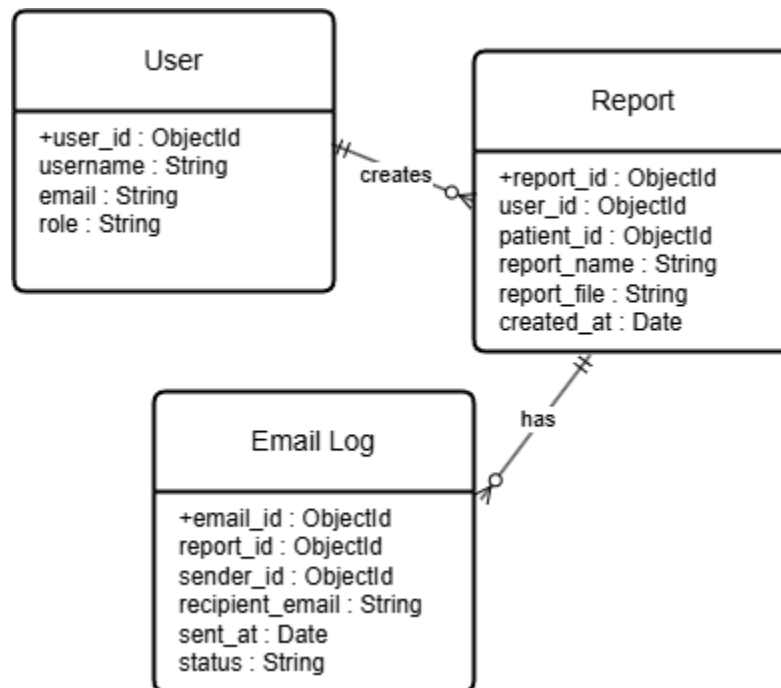 User
+user_id : ObjectId
username : String
email : String
role : String
creates
Report
+report_id : ObjectId
user_id : ObjectId
patient_id : ObjectId
report_name : String
report_file : String
created_at : Date
has
Email Log
+email_id : ObjectId
report_id : ObjectId
sender_id : ObjectId
recipient_email : String
sent_at : Date
status : String